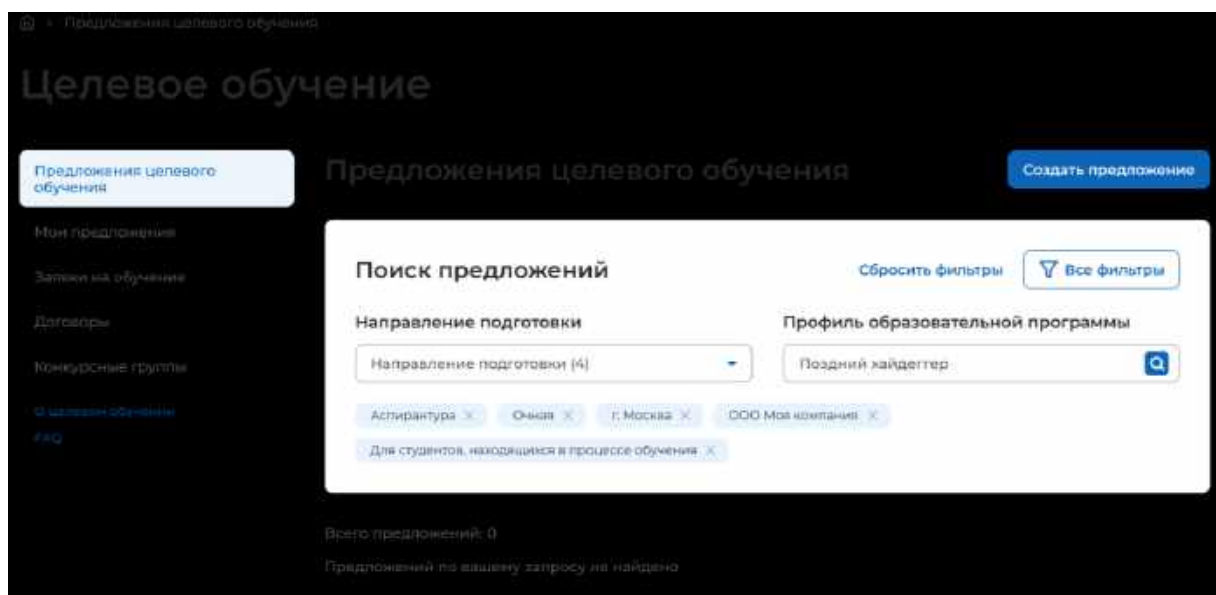 Предложения целевого обучения
Целевое обучение
Предложения целевого
обучения
Мои предложения
Заявки на обучение
Договоры
Конкурсные группы
О целевом обучении
FAQ
Предложения целевого обучения
Создать предложение
Поиск предложений
Сбросить фильтры
Все фильтры
Направление подготовки
Профиль образовательной программы
Направление подготовки (4)
Поздний хайдеггер
Аспирантура × Очная × г. Москва × ООО Моя компания ×
Для студентов, находящихся в процессе обучения ×
Всего предложений: 0
Предложений по вашему запросу не найдено